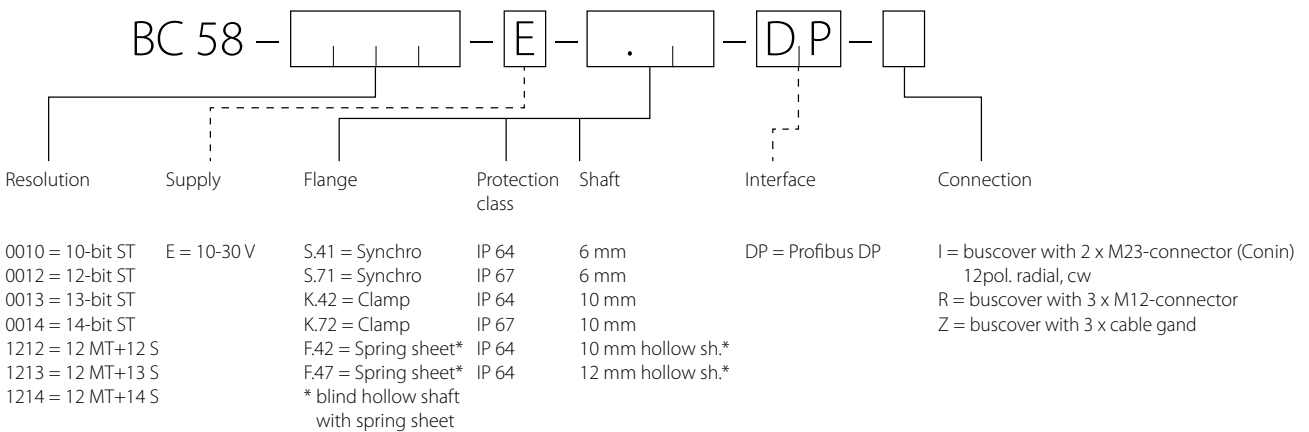 BC 58 – – E – . – D P –
Resolution Supply Flange Protection class Shaft Interface Connection
0010 = 10-bit ST E = 10-30 V S.41 = Synchro IP 64 6 mm DP = Profibus DP I = buscover with 2 x M23-connector (Conin)
0012 = 12-bit ST S.71 = Synchro IP 67 6 mm 12pol. radial, cw
0013 = 13-bit ST K.42 = Clamp IP 64 10 mm R = buscover with 3 x M12-connector
0014 = 14-bit ST K.72 = Clamp IP 67 10 mm Z = buscover with 3 x cable gand
1212 = 12 MT+12 S F.42 = Spring sheet* IP 64 10 mm hollow sh.*
1213 = 12 MT+13 S F.47 = Spring sheet* IP 64 12 mm hollow sh.*
1214 = 12 MT+14 S * blind hollow shaft
with spring sheet